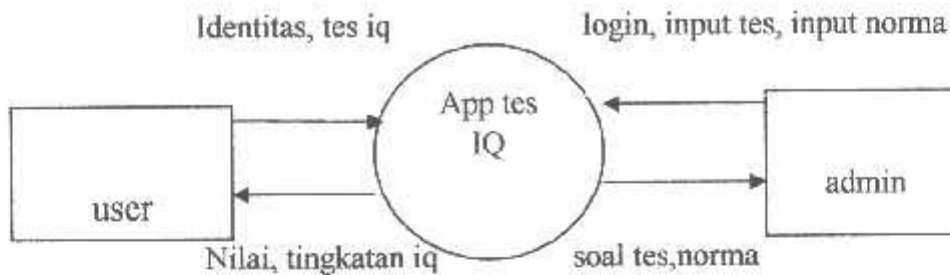 Identitas, tes iq
login, input tes, input norma
App tes
IQ
user
admin
Nilai, tingkatan iq
soal tes,norma